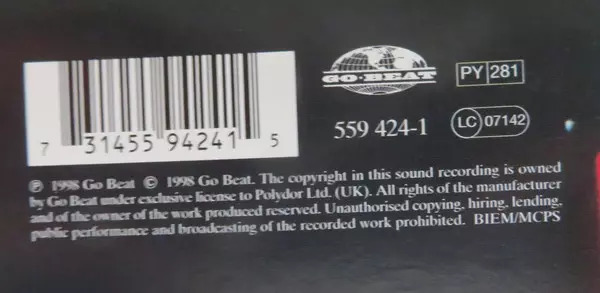 GO·BEAT
PY 281
559 424-1
LC 07142
7 31455 94241 5
℗ 1998 Go Beat © 1998 Go Beat. The copyright in this sound recording is owned
by Go Beat under exclusive license to Polydor Ltd. (UK). All rights of the manufacturer
and of the owner of the work produced reserved. Unauthorised copying, hiring, lending,
public performance and broadcasting of the recorded work prohibited. BIEM/MCPS